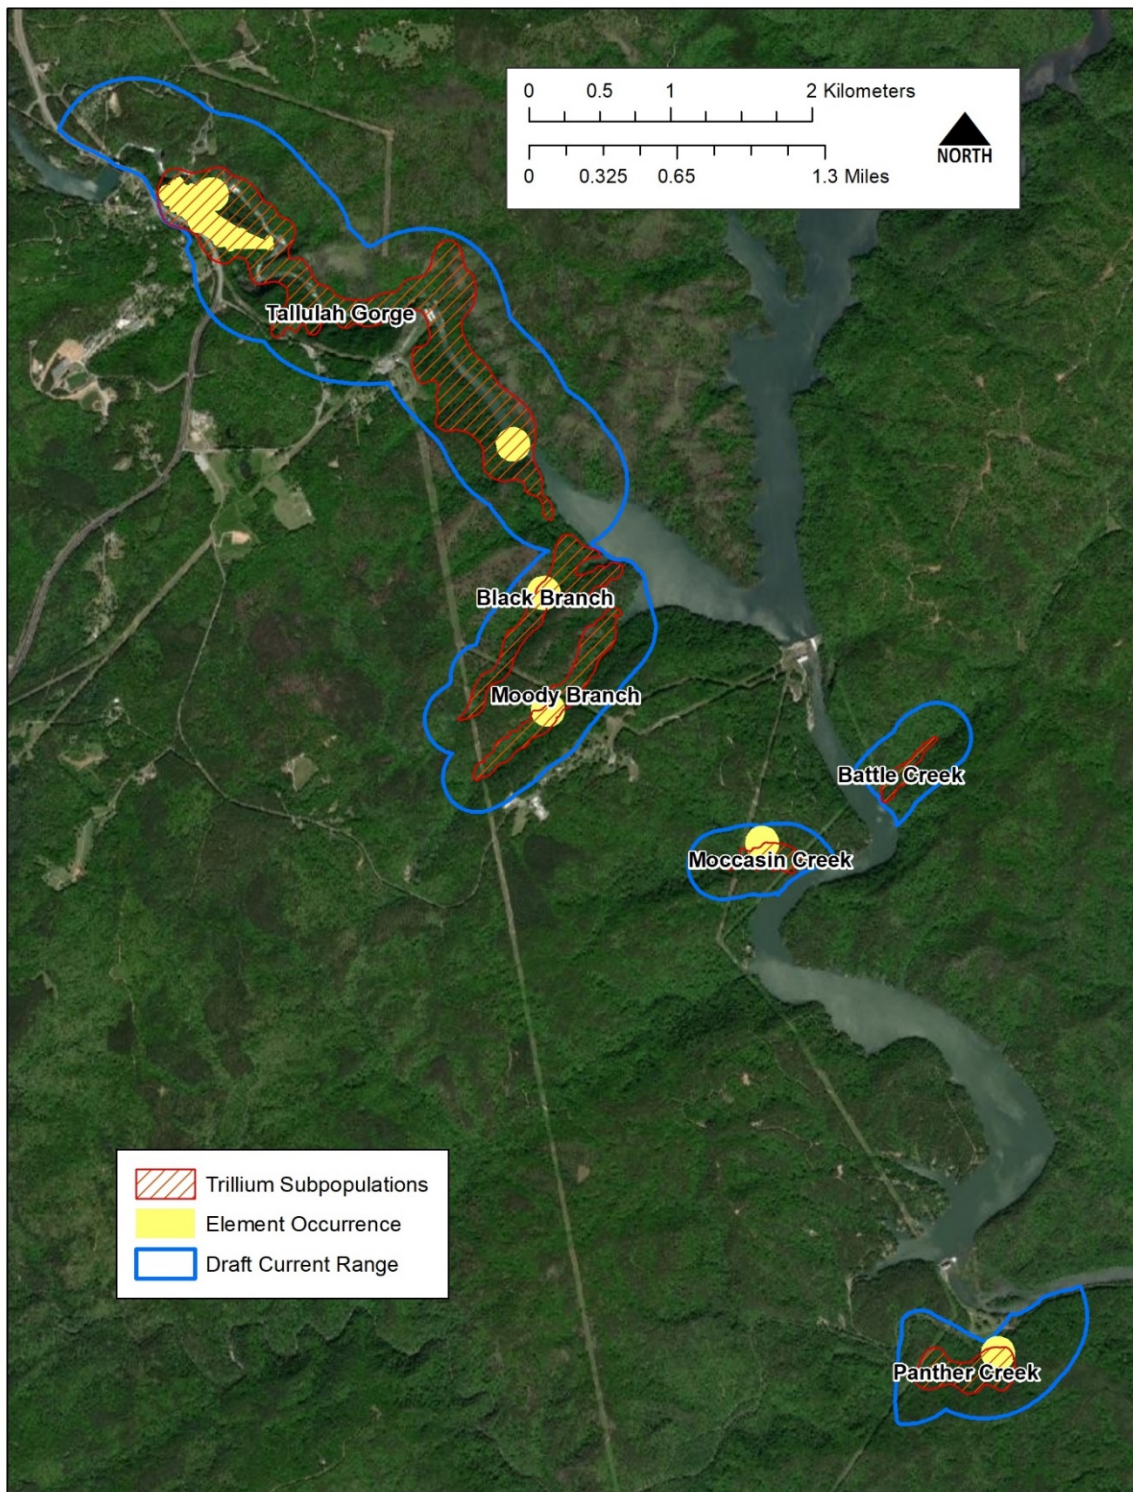 0 0.5 1 2 Kilometers
NORTH
0 0.325 0.65 1.3 Miles
Tallulah Gorge
Black Branch
Moody Branch
Battle Creek
Moccasin Creek
Trillium Subpopulations
Element Occurrence
Draft Current Range
Panther Creek